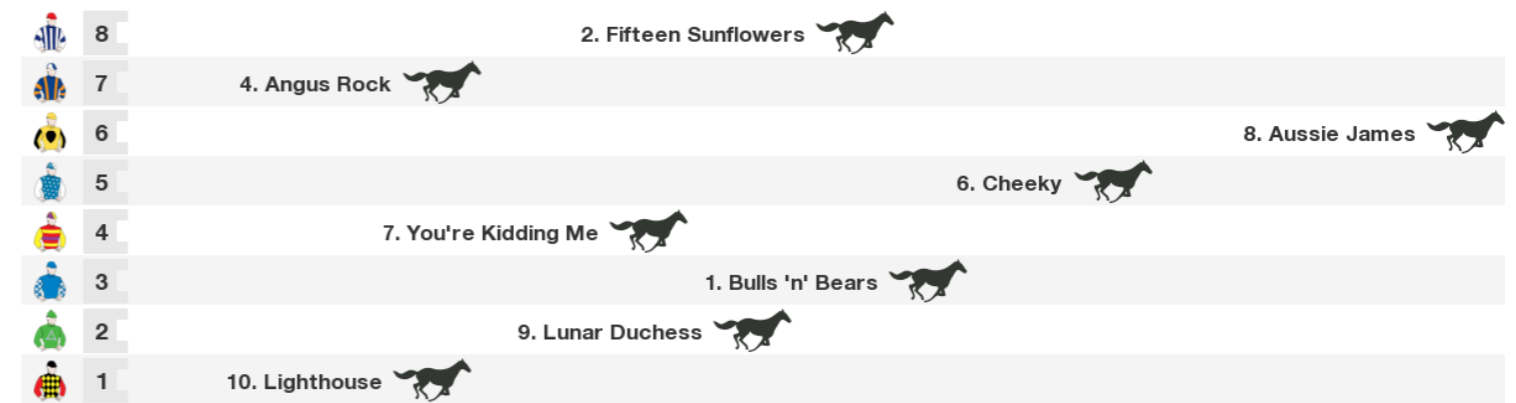 8 2. Fifteen Sunflowers
7 4. Angus Rock
6 8. Aussie James
5 6. Cheeky
4 7. You're Kidding Me
3 1. Bulls 'n' Bears
2 9. Lunar Duchess
1 10. Lighthouse